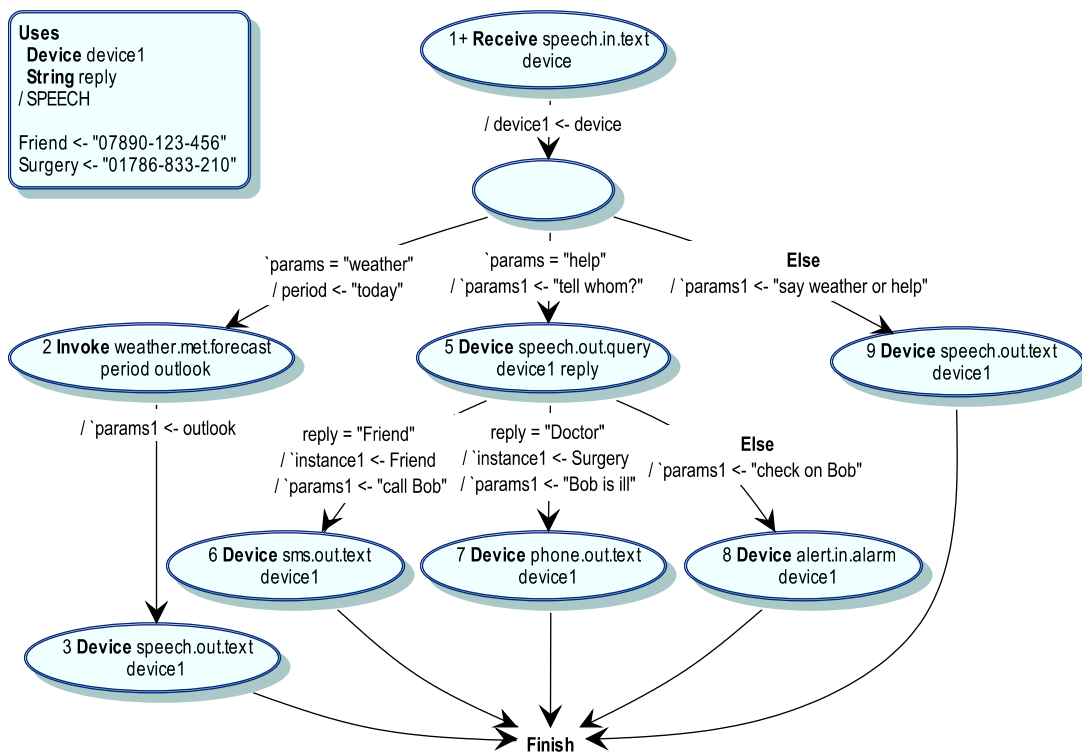 Uses
Device device1
String reply
/ SPEECH
Friend <- "07890-123-456"
Surgery <- "01786-833-210"
1+ Receive speech.in.text
device
/ device1 <- device
`params = "weather"
/ period <- "today"
`params = "help"
/ `params1 <- "tell whom?"
Else
/ `params1 <- "say weather or help"
2 Invoke weather.met.forecast
period outlook
5 Device speech.out.query
device1 reply
9 Device speech.out.text
device1
/ `params1 <- outlook
reply = "Friend"
/ `instance1 <- Friend
/ `params1 <- "call Bob"
reply = "Doctor"
/ `instance1 <- Surgery
/ `params1 <- "Bob is ill"
Else
/ `params1 <- "check on Bob"
6 Device sms.out.text
device1
7 Device phone.out.text
device1
8 Device alert.in.alarm
device1
3 Device speech.out.text
device1
Finish